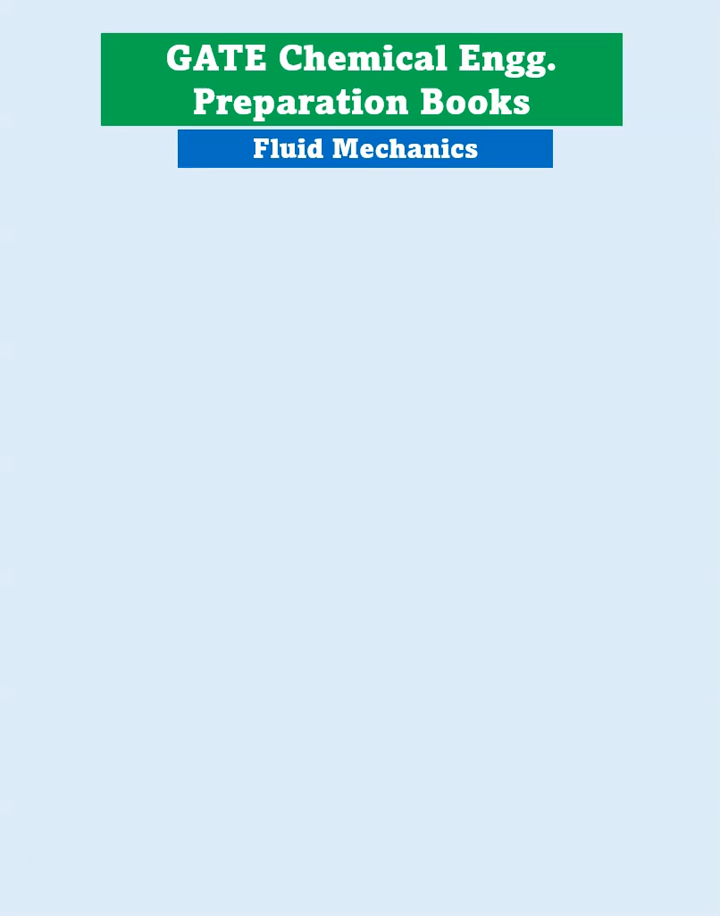 GATE Chemical Engg.
Preparation Books
Fluid Mechanics